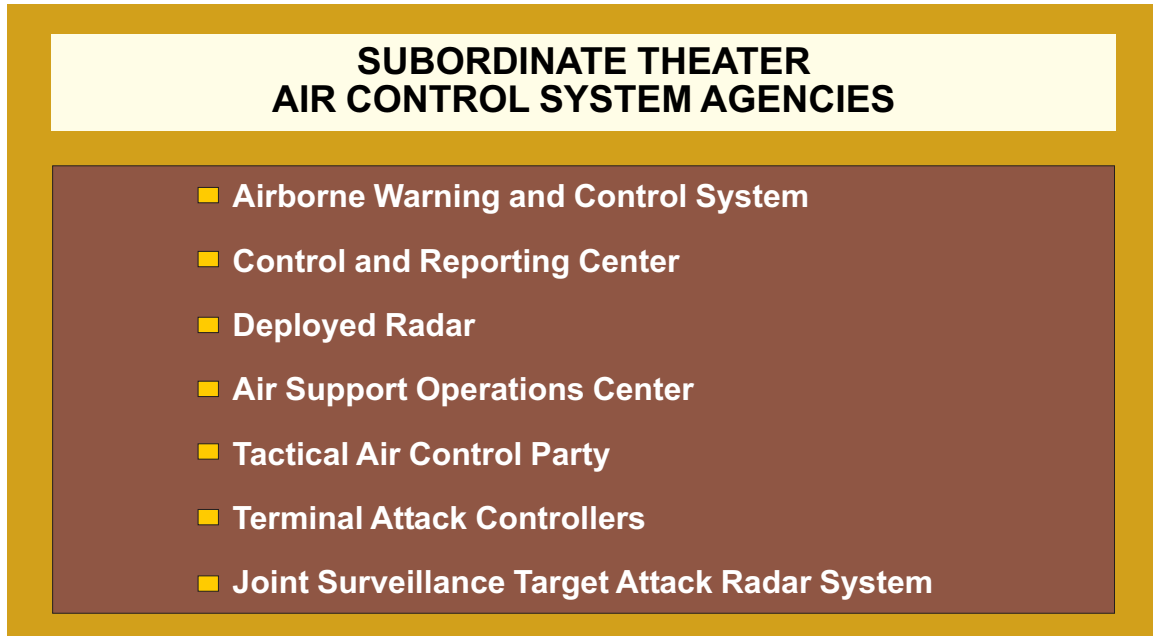 SUBORDINATE THEATER
AIR CONTROL SYSTEM AGENCIES
Airborne Warning and Control System
Control and Reporting Center
Deployed Radar
Air Support Operations Center
Tactical Air Control Party
Terminal Attack Controllers
Joint Surveillance Target Attack Radar System